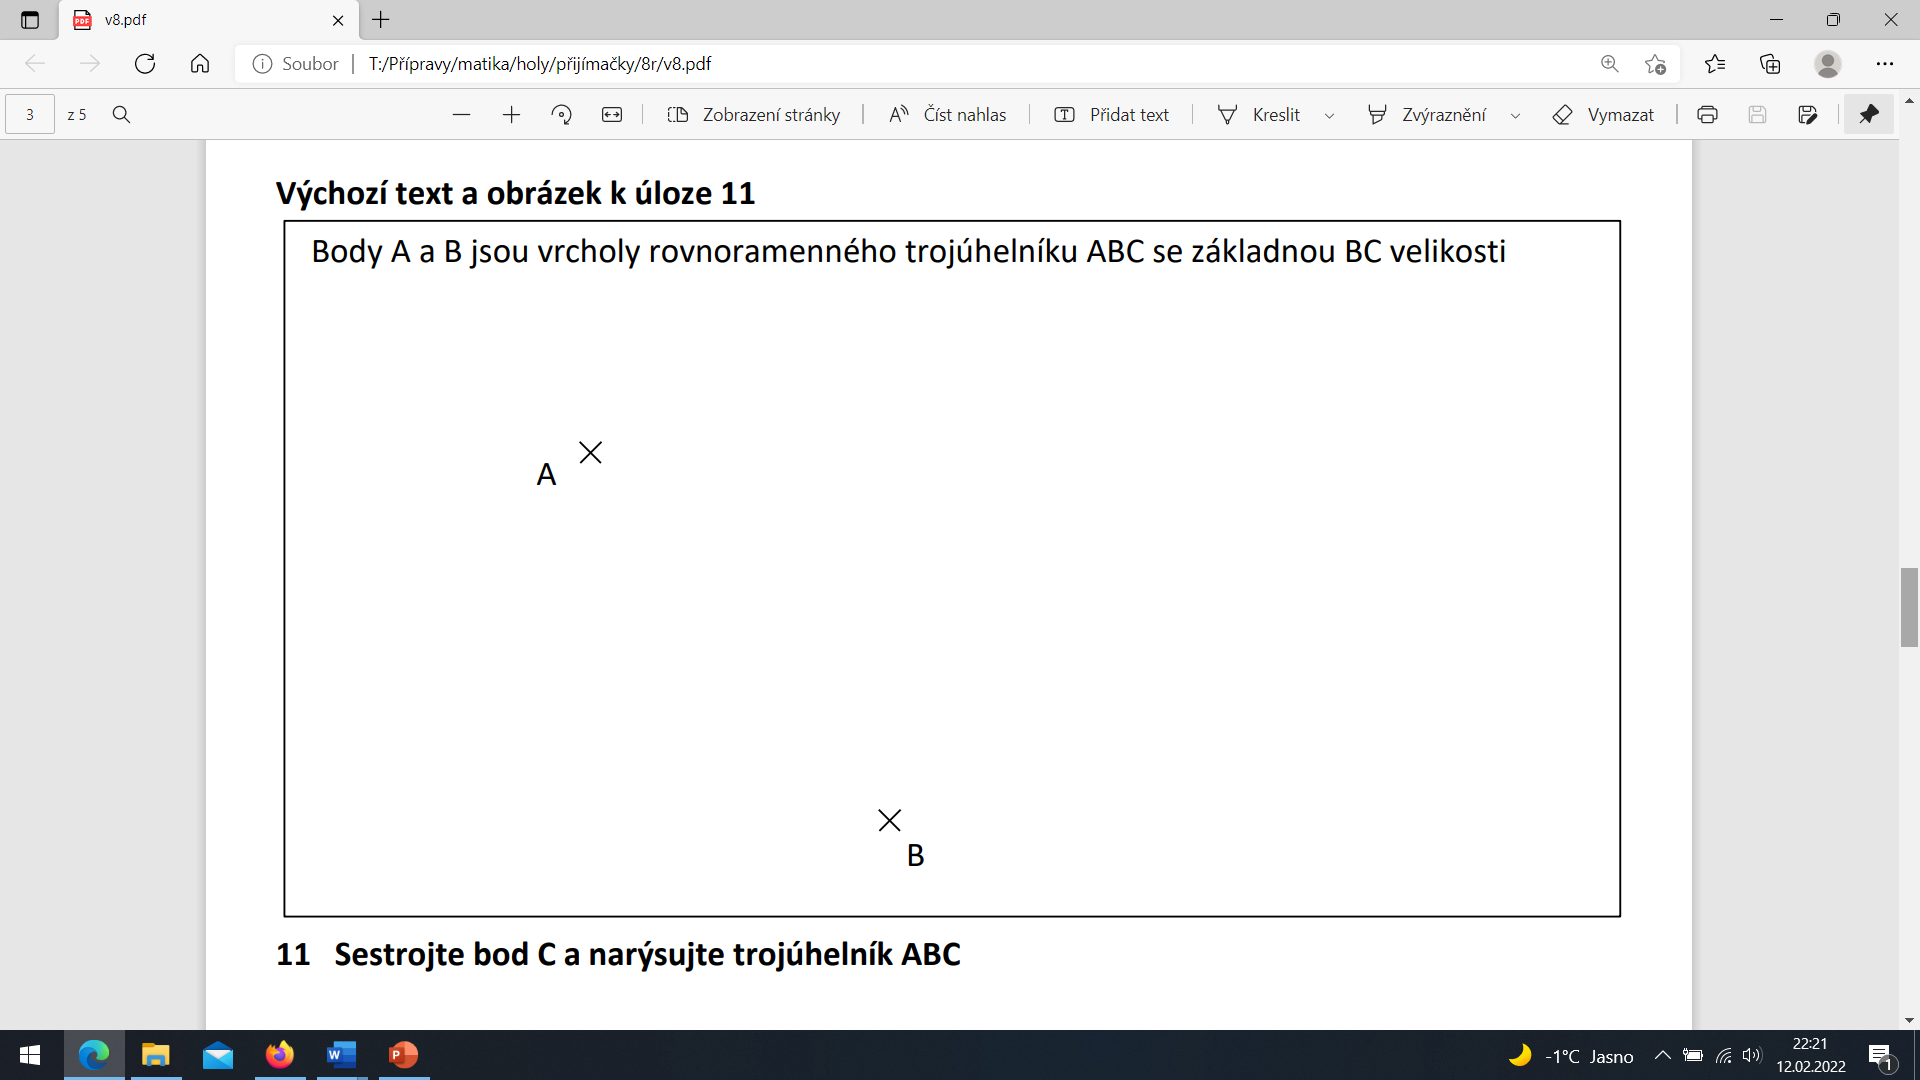 v8.pdf
Soubor | T:/Přípravy/matika/holy/přijímačky/8r/v8.pdf
3 z 5 Zobrazení stránky Číst nahlas Přidat text Kreslit Zvýraznění Vymazat
Výchozí text a obrázek k úloze 11
Body A a B jsou vrcholy rovnoramenného trojúhelníku ABC se základnou BC velikosti
A
B
11 Sestrojte bod C a narýsujte trojúhelník ABC
-1°C Jasno
22:21
12.02.2022
1